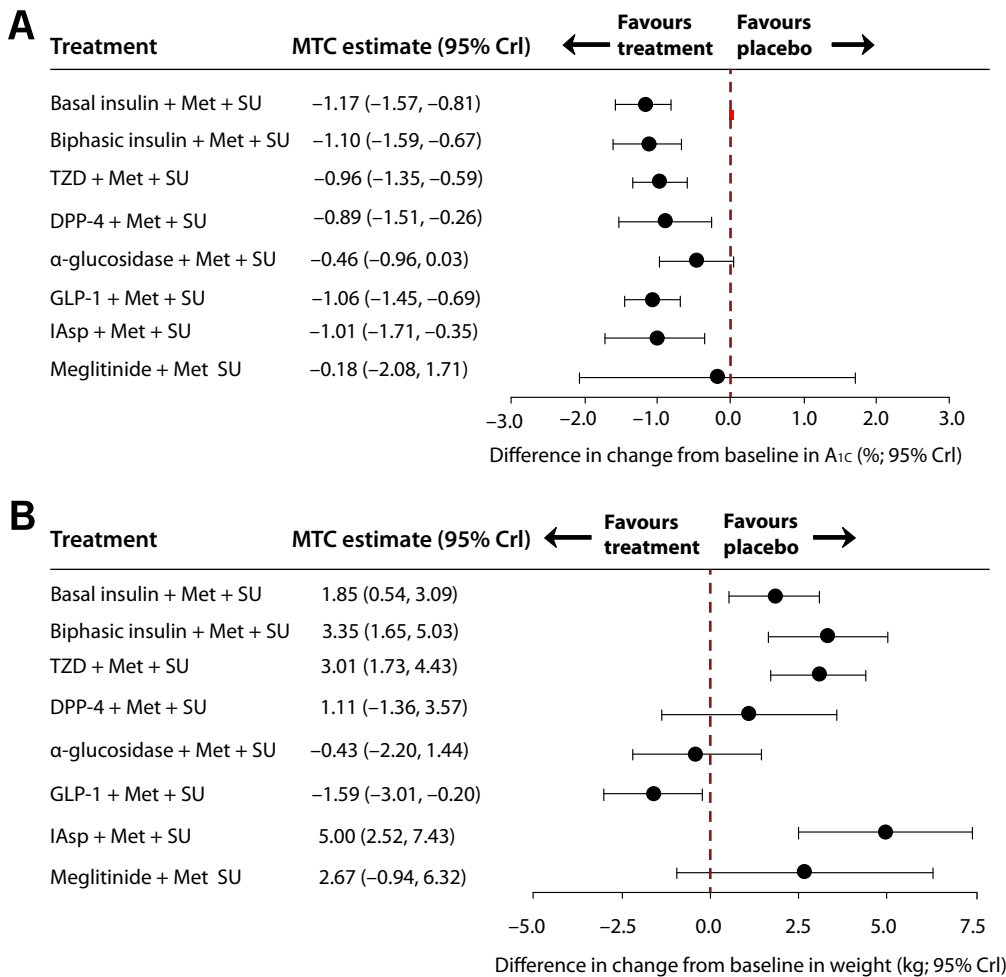 A
Treatment MTC estimate (95% Crl) Favours treatment Favours placebo
Basal insulin + Met + SU –1.17 (–1.57, –0.81)
Biphasic insulin + Met + SU –1.10 (–1.59, –0.67)
TZD + Met + SU –0.96 (–1.35, –0.59)
DPP-4 + Met + SU –0.89 (–1.51, –0.26)
α-glucosidase + Met + SU –0.46 (–0.96, 0.03)
GLP-1 + Met + SU –1.06 (–1.45, –0.69)
IAsp + Met + SU –1.01 (–1.71, –0.35)
Meglitinide + Met SU –0.18 (–2.08, 1.71)
–3.0 –2.0 –1.0 0.0 1.0 2.0 3.0
Difference in change from baseline in A1C (%; 95% Crl)
B
Treatment MTC estimate (95% Crl) Favours treatment Favours placebo
Basal insulin + Met + SU 1.85 (0.54, 3.09)
Biphasic insulin + Met + SU 3.35 (1.65, 5.03)
TZD + Met + SU 3.01 (1.73, 4.43)
DPP-4 + Met + SU 1.11 (–1.36, 3.57)
α-glucosidase + Met + SU –0.43 (–2.20, 1.44)
GLP-1 + Met + SU –1.59 (–3.01, –0.20)
IAsp + Met + SU 5.00 (2.52, 7.43)
Meglitinide + Met SU 2.67 (–0.94, 6.32)
–5.0 –2.5 0.0 2.5 5.0 7.5
Difference in change from baseline in weight (kg; 95% Crl)